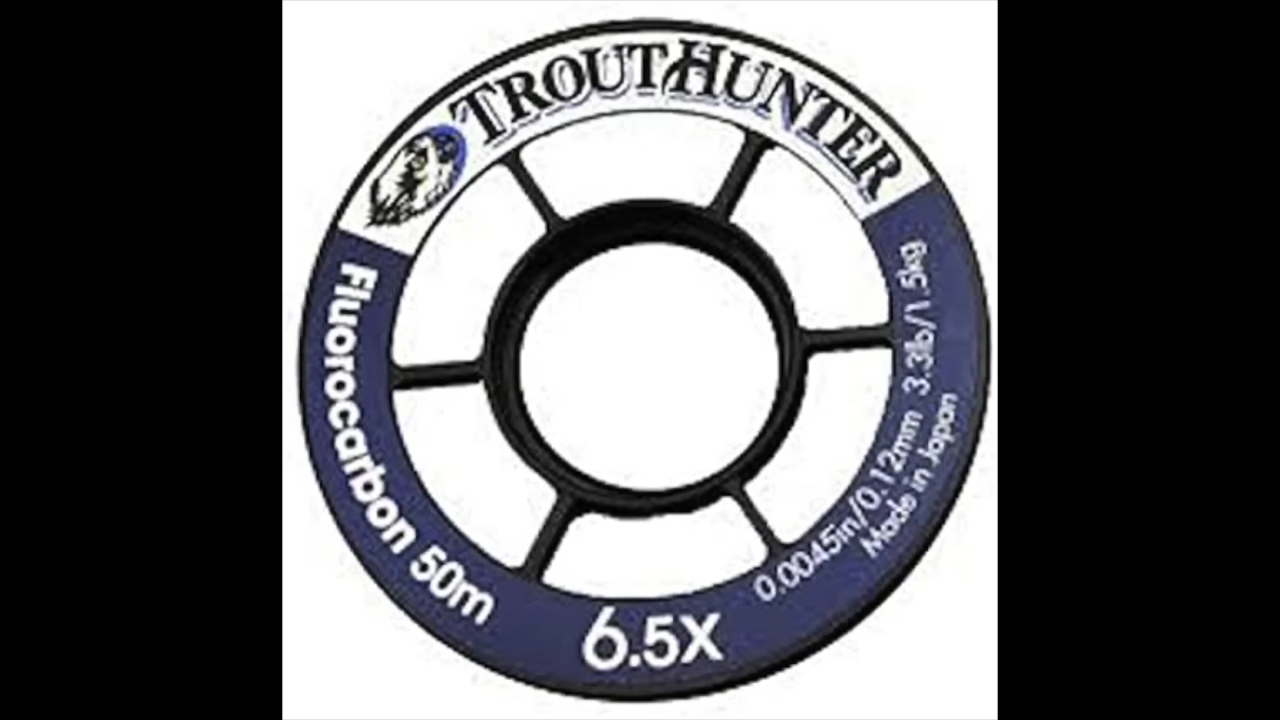 TROUTHUNTER
Fluorocarbon 50m
6.5X
0.0045in/0.12mm 3.3lb/1.5kg
Made in Japan